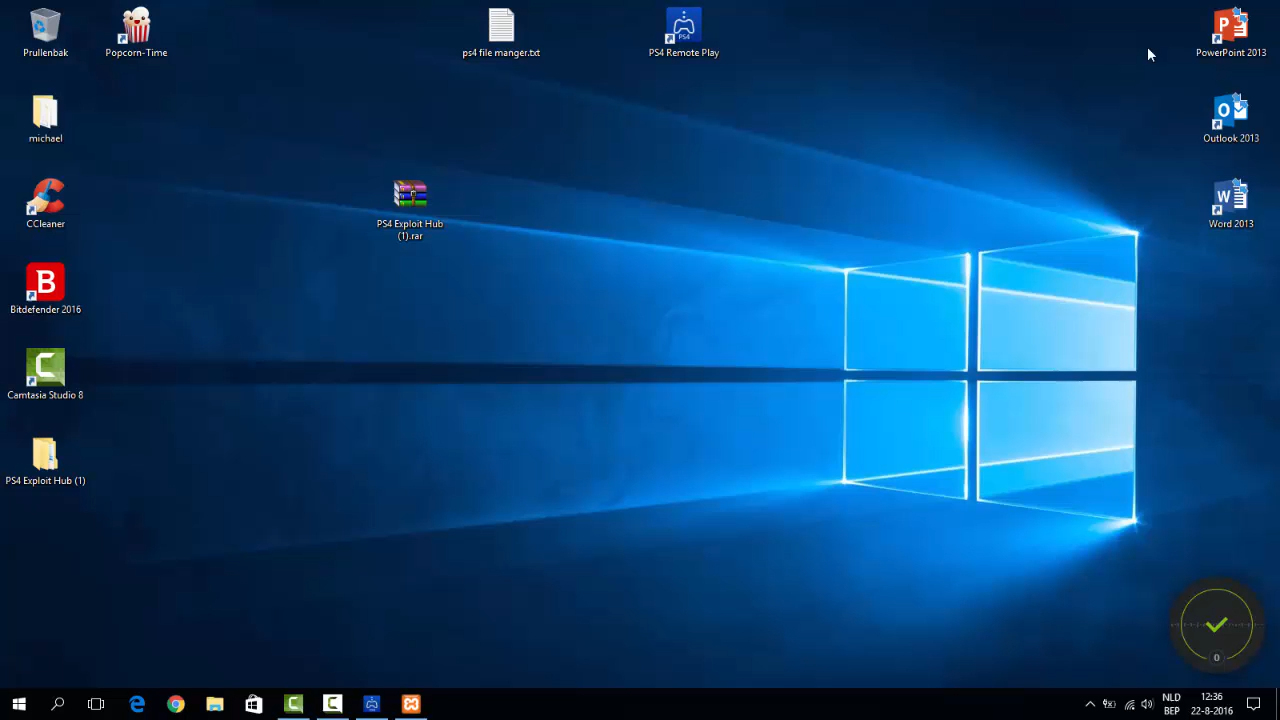 Prullenbak
Popcorn-Time
ps4 file manger.txt
PS4
PS4 Remote Play
PowerPoint 2013
michael
Outlook 2013
CCleaner
PS4 Exploit Hub
(1).rar
Word 2013
B
Bitdefender 2016
Camtasia Studio 8
PS4 Exploit Hub (1)
0
NLD
BEP
12:36
22-8-2016